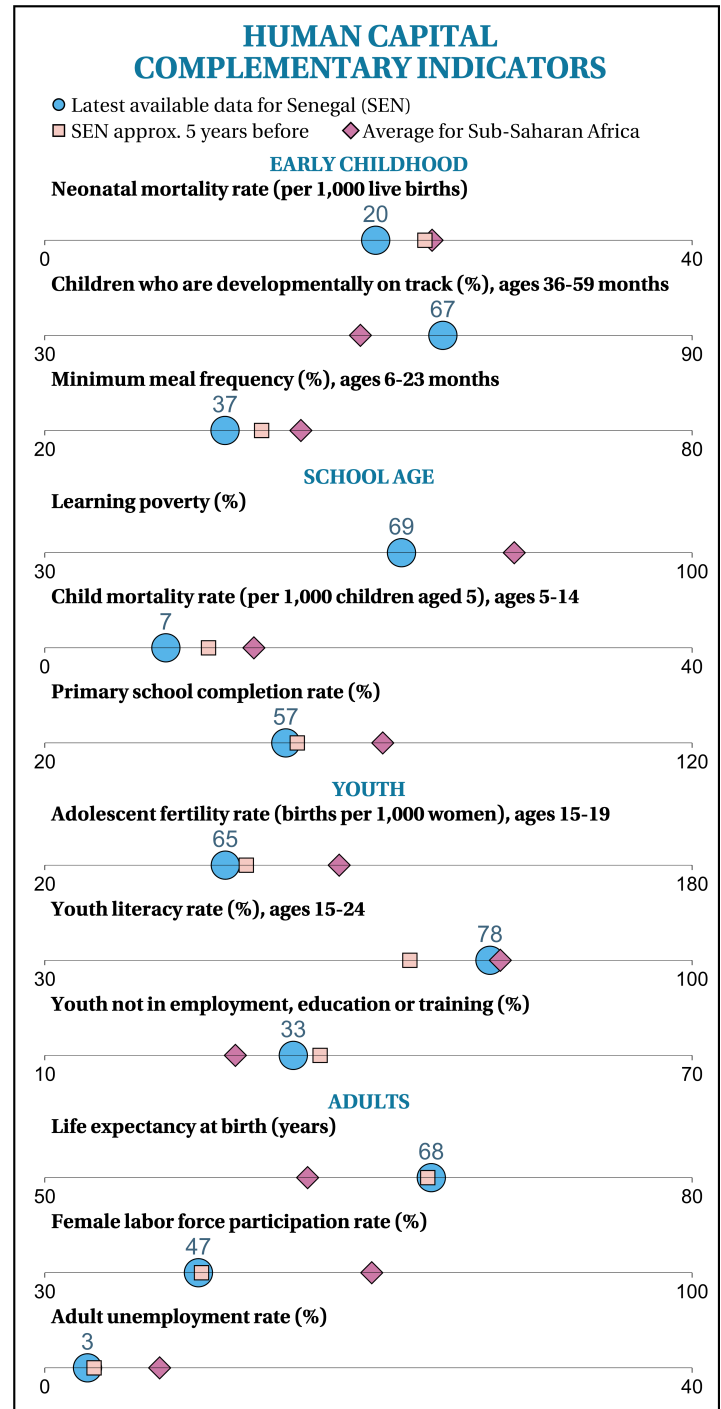 HUMAN CAPITAL
COMPLEMENTARY INDICATORS
Latest available data for Senegal (SEN)
SEN approx. 5 years before Average for Sub-Saharan Africa
EARLY CHILDHOOD
Neonatal mortality rate (per 1,000 live births)
20
0 40
Children who are developmentally on track (%), ages 36-59 months
67
30 90
Minimum meal frequency (%), ages 6-23 months
37
20 80
SCHOOL AGE
Learning poverty (%)
69
30 100
Child mortality rate (per 1,000 children aged 5), ages 5-14
7
0 40
Primary school completion rate (%)
57
20 120
YOUTH
Adolescent fertility rate (births per 1,000 women), ages 15-19
65
20 180
Youth literacy rate (%), ages 15-24
78
30 100
Youth not in employment, education or training (%)
33
10 70
ADULTS
Life expectancy at birth (years)
68
50 80
Female labor force participation rate (%)
47
30 100
Adult unemployment rate (%)
3
0 40